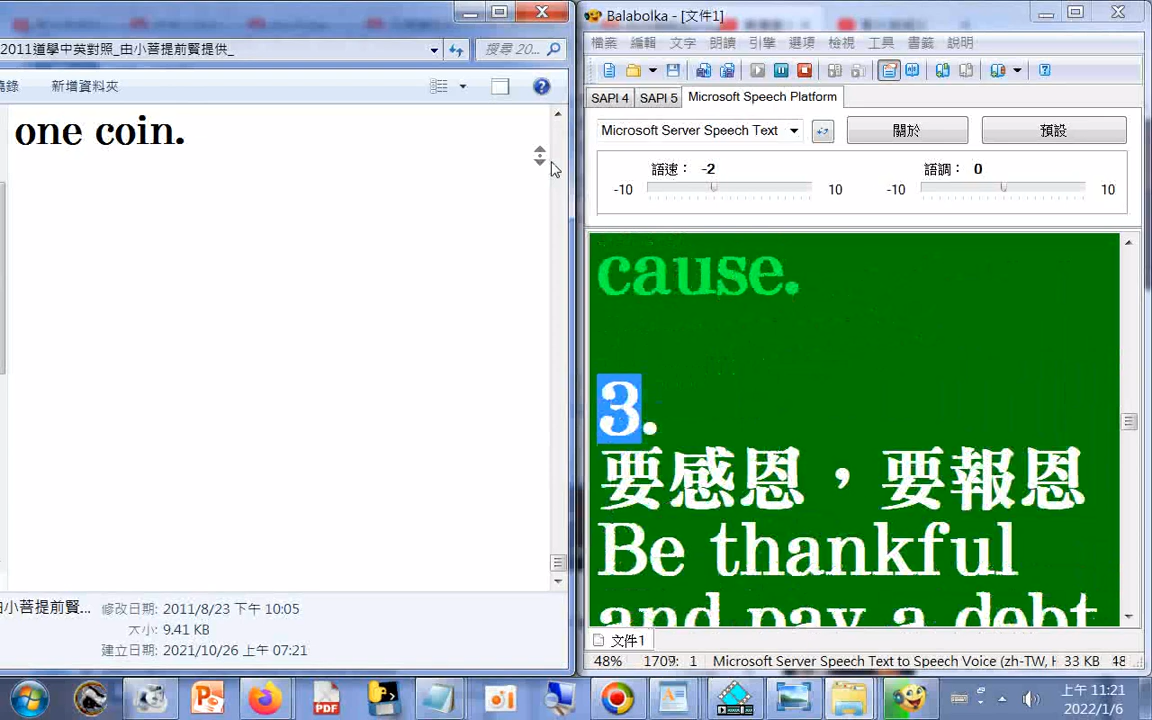 2011道學中英對照_由小菩提前賢提供_
搜尋 20...
新增資料夾
one coin.
修改日期: 2011/8/23 下午 10:05
大小: 9.41 KB
建立日期: 2021/10/26 上午 07:21
Balabolka - [文件1]
檔案 編輯 文字 朗讀 引擎 選項 檢視 工具 書籤 說明
SAPI 4 SAPI 5 Microsoft Speech Platform
Microsoft Server Speech Text 關於 預設
語速： -2 語調： 0
-10 10 -10 10
cause.
3.
要感恩，要報恩
Be thankful
and pay a debt
文件1
48% 1709: 1 Microsoft Server Speech Text to Speech Voice (zh-TW, 33 KB 48
上午 11:21
2022/1/6